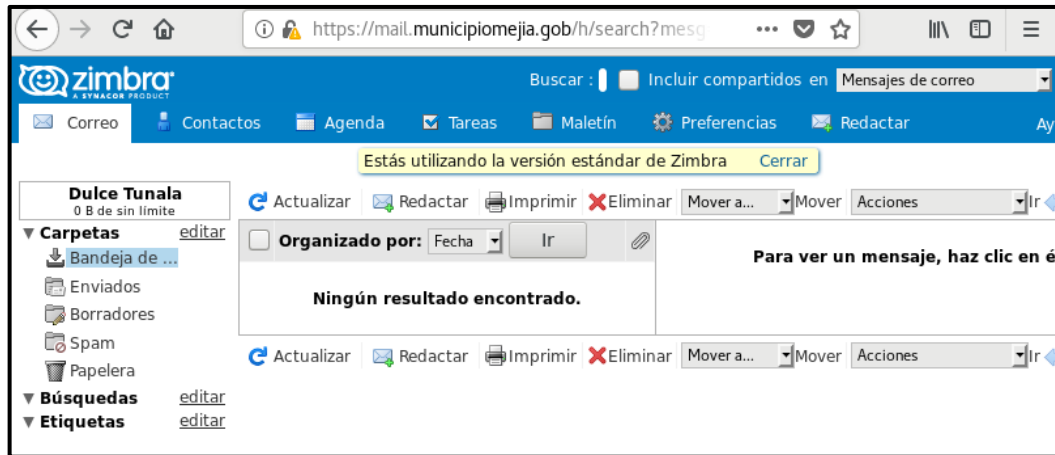 https://mail.municipiomejia.gob/h/search?mesg
zimbra
A SYNACOR PRODUCT
Buscar : Incluir compartidos en Mensajes de correo
Correo Contactos Agenda Tareas Maletín Preferencias Redactar Ay
Estás utilizando la versión estándar de Zimbra Cerrar
Dulce Tunala
0 B de sin límite
Actualizar Redactar Imprimir Eliminar Mover a... Mover Acciones Ir
Carpetas editar
Organizado por: Fecha Ir
Bandeja de ...
Para ver un mensaje, haz clic en é
Enviados
Ningún resultado encontrado.
Borradores
Spam
Actualizar Redactar Imprimir Eliminar Mover a... Mover Acciones Ir
Papelera
Búsquedas editar
Etiquetas editar